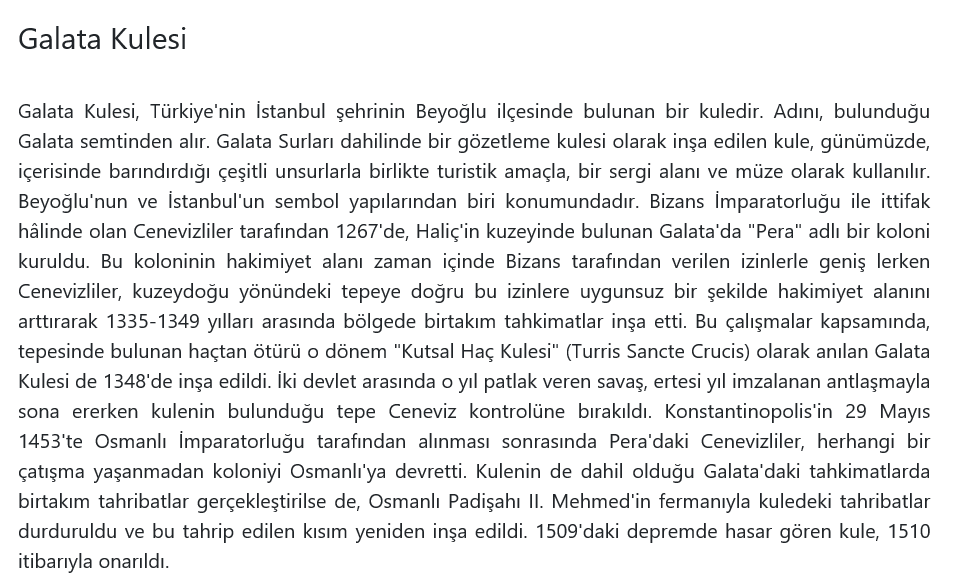 Galata Kulesi
Galata Kulesi, Türkiye'nin İstanbul şehrinin Beyoğlu ilçesinde bulunan bir kuledir. Adını, bulunduğu
Galata semtinden alır. Galata Surları dahilinde bir gözetleme kulesi olarak inşa edilen kule, günümüzde,
içerisinde barındırdığı çeşitli unsurlarla birlikte turistik amaçla, bir sergi alanı ve müze olarak kullanılır.
Beyoğlu'nun ve İstanbul'un sembol yapılarından biri konumundadır. Bizans İmparatorluğu ile ittifak
hâlinde olan Cenevizliler tarafından 1267'de, Haliç'in kuzeyinde bulunan Galata'da "Pera" adlı bir koloni
kuruldu. Bu koloninin hakimiyet alanı zaman içinde Bizans tarafından verilen izinlerle geniş lerken
Cenevizliler, kuzeydoğu yönündeki tepeye doğru bu izinlere uygunsuz bir şekilde hakimiyet alanını
arttırarak 1335-1349 yılları arasında bölgede birtakım tahkimatlar inşa etti. Bu çalışmalar kapsamında,
tepesinde bulunan haçtan ötürü o dönem "Kutsal Haç Kulesi" (Turris Sancte Crucis) olarak anılan Galata
Kulesi de 1348'de inşa edildi. İki devlet arasında o yıl patlak veren savaş, ertesi yıl imzalanan antlaşmayla
sona ererken kulenin bulunduğu tepe Ceneviz kontrolüne bırakıldı. Konstantinopolis'in 29 Mayıs
1453'te Osmanlı İmparatorluğu tarafından alınması sonrasında Pera'daki Cenevizliler, herhangi bir
çatışma yaşanmadan koloniyi Osmanlı'ya devretti. Kulenin de dahil olduğu Galata'daki tahkimatlarda
birtakım tahribatlar gerçekleştirilse de, Osmanlı Padişahı II. Mehmed'in fermanıyla kuledeki tahribatlar
durduruldu ve bu tahrip edilen kısım yeniden inşa edildi. 1509'daki depremde hasar gören kule, 1510
itibarıyla onarıldı.